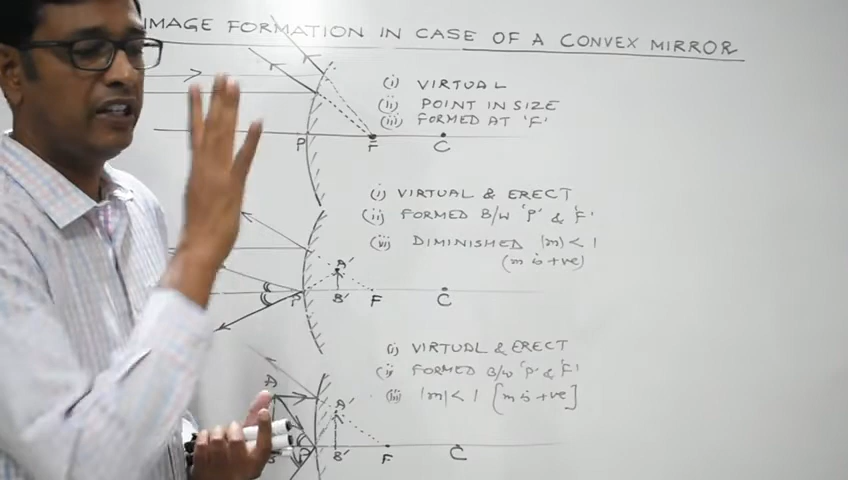 IMAGE FORMATION IN CASE OF A CONVEX MIRROR
(i) VIRTUAL
(ii) POINT IN SIZE
(iii) FORMED AT 'F'
P F C
(i) VIRTUAL & ERECT
(ii) FORMED B/W 'P' & 'F'
(iii) DIMINISHED |m| < 1
(m is +ve)
A'
P B' F C
(i) VIRTUAL & ERECT
(ii) FORMED B/W 'P' & 'F'
(iii) |m| < 1 [m is +ve]
A A'
B P B' F C